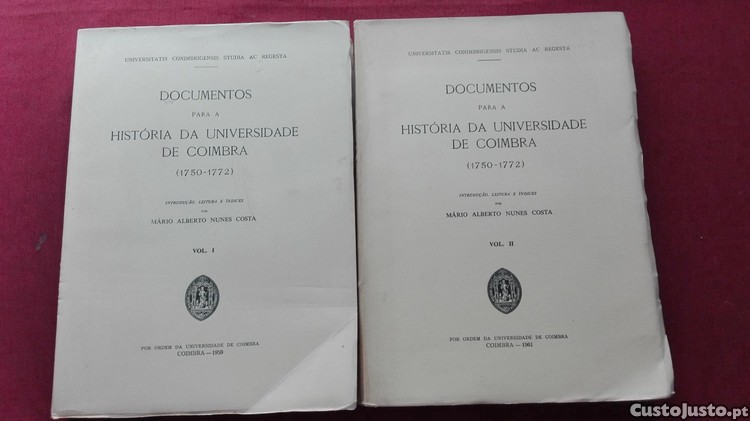 UNIVERSITATIS CONIMBRIGENSIS STUDIA AC REGESTA
DOCUMENTOS
PARA A
HISTÓRIA DA UNIVERSIDADE
DE COIMBRA
(1750-1772)
INTRODUÇÃO, LEITURA E ÍNDICES
POR
MÁRIO ALBERTO NUNES COSTA
VOL. I
POR ORDEM DA UNIVERSIDADE DE COIMBRA
COIMBRA — 1959
UNIVERSITATIS CONIMBRIGENSIS STUDIA AC REGESTA
DOCUMENTOS
PARA A
HISTÓRIA DA UNIVERSIDADE
DE COIMBRA
(1750-1772)
INTRODUÇÃO, LEITURA E ÍNDICES
POR
MÁRIO ALBERTO NUNES COSTA
VOL. II
POR ORDEM DA UNIVERSIDADE DE COIMBRA
COIMBRA — 1961
CustoJusto.pt